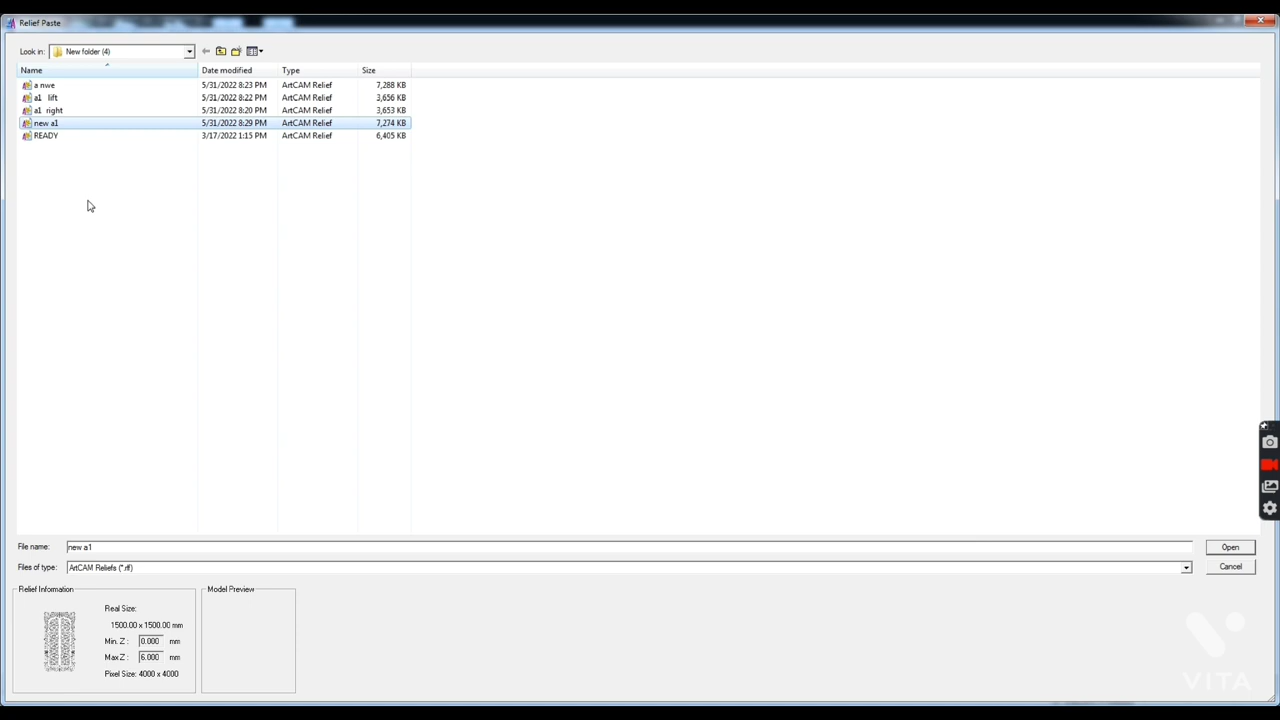 Relief Paste
Look in: New folder (4)
Name Date modified Type Size
a nwe 5/31/2022 8:23 PM ArtCAM Relief 7,288 KB
a1 lift 5/31/2022 8:22 PM ArtCAM Relief 3,656 KB
a1 right 5/31/2022 8:20 PM ArtCAM Relief 3,653 KB
new a1 5/31/2022 8:29 PM ArtCAM Relief 7,274 KB
READY 3/17/2022 1:15 PM ArtCAM Relief 6,405 KB
File name: new a1 Open
Files of type: ArtCAM Reliefs (*.rlf) Cancel
Relief Information Model Preview
Real Size:
1500.00 x 1500.00 mm
Min. Z : 0.000 mm
Max Z : 6.000 mm
Pixel Size: 4000 x 4000
VITA